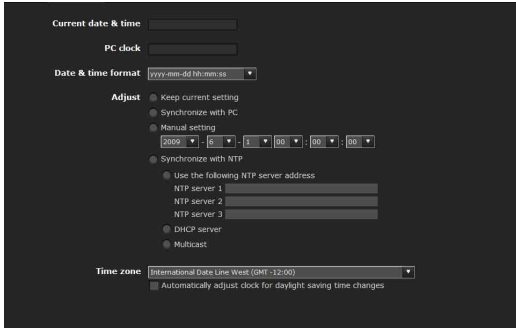 Current date & time
PC clock
Date & time format yyyy-mm-dd hh:mm:ss
Adjust Keep current setting
Synchronize with PC
Manual setting
2009 - 6 - 1 00 : 00 : 00
Synchronize with NTP
Use the following NTP server address
NTP server 1
NTP server 2
NTP server 3
DHCP server
Multicast
Time zone International Date Line West (GMT -12:00)
Automatically adjust clock for daylight saving time changes